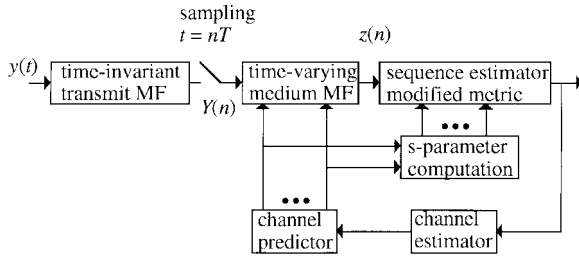 sampling
t = nT
z(n)
y(t)
time-invariant
transmit MF
Y(n)
time-varying
medium MF
sequence estimator
modified metric
s-parameter
computation
channel
predictor
channel
estimator